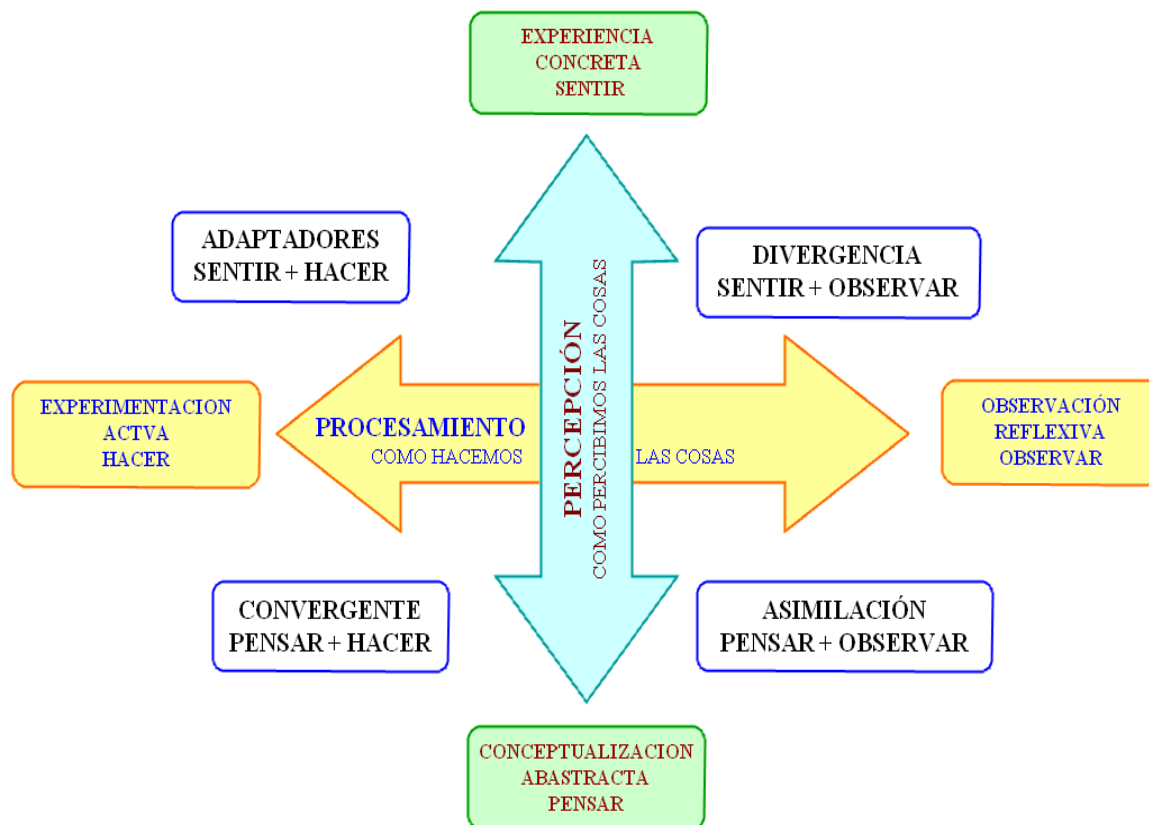 EXPERIENCIA
CONCRETA
SENTIR
ADAPTADORES
SENTIR + HACER
DIVERGENCIA
SENTIR + OBSERVAR
EXPERIMENTACION
ACTVA
HACER
PROCESAMIENTO
COMO HACEMOS LAS COSAS
PERCEPCIÓN
COMO PERCIBIMOS LAS COSAS
OBSERVACIÓN
REFLEXIVA
OBSERVAR
CONVERGENTE
PENSAR + HACER
ASIMILACIÓN
PENSAR + OBSERVAR
CONCEPTUALIZACION
ABASTRACTA
PENSAR